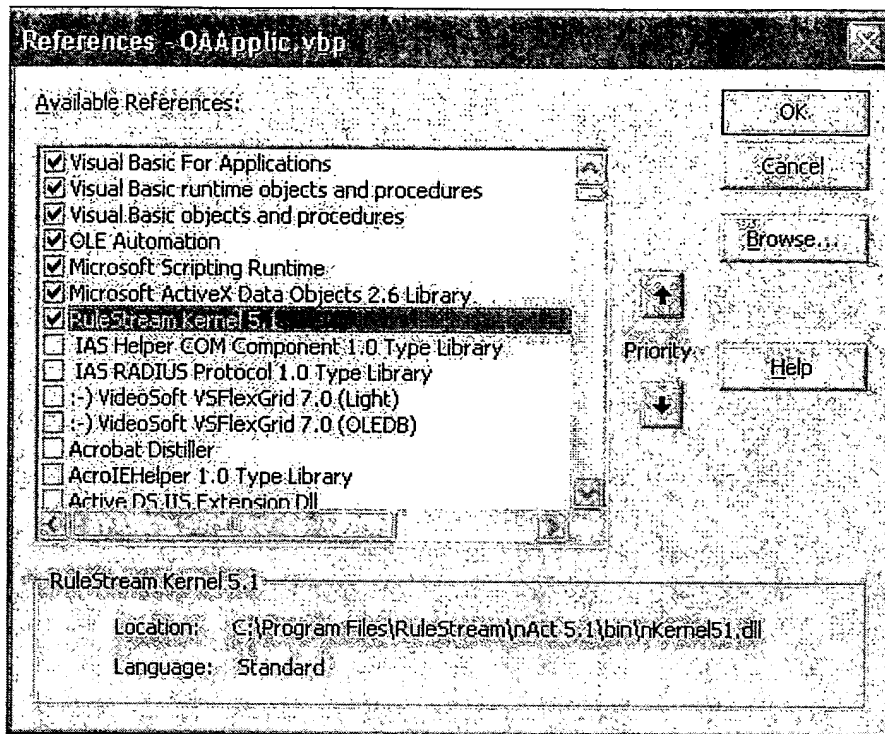 References - OAApplic.vbp
Available References:
OK
Visual Basic For Applications
Cancel
Visual Basic runtime objects and procedures
Visual Basic objects and procedures
OLE Automation
Browse...
Microsoft Scripting Runtime
Microsoft ActiveX Data Objects 2.6 Library
RuleStream Kernel 5.1
IAS Helper COM Component 1.0 Type Library
Priority
IAS RADIUS Protocol 1.0 Type Library
Help
:-) VideoSoft VSFlexGrid 7.0 (Light)
:-) VideoSoft VSFlexGrid 7.0 (OLEDB)
Acrobat Distiller
AcroIEHelper 1.0 Type Library
Active DS IIS Extension Dll
RuleStream Kernel 5.1
Location: C:\Program Files\RuleStream\nAct 5.1\bin\nKernel51.dll
Language: Standard